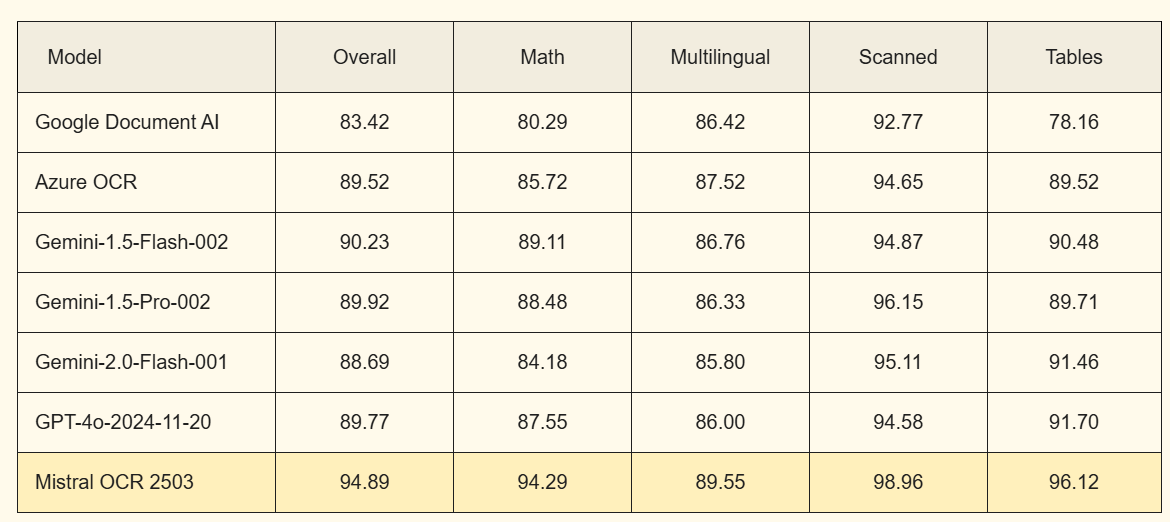 Model Overall Math Multilingual Scanned Tables
Google Document AI 83.42 80.29 86.42 92.77 78.16
Azure OCR 89.52 85.72 87.52 94.65 89.52
Gemini-1.5-Flash-002 90.23 89.11 86.76 94.87 90.48
Gemini-1.5-Pro-002 89.92 88.48 86.33 96.15 89.71
Gemini-2.0-Flash-001 88.69 84.18 85.80 95.11 91.46
GPT-4o-2024-11-20 89.77 87.55 86.00 94.58 91.70
Mistral OCR 2503 94.89 94.29 89.55 98.96 96.12